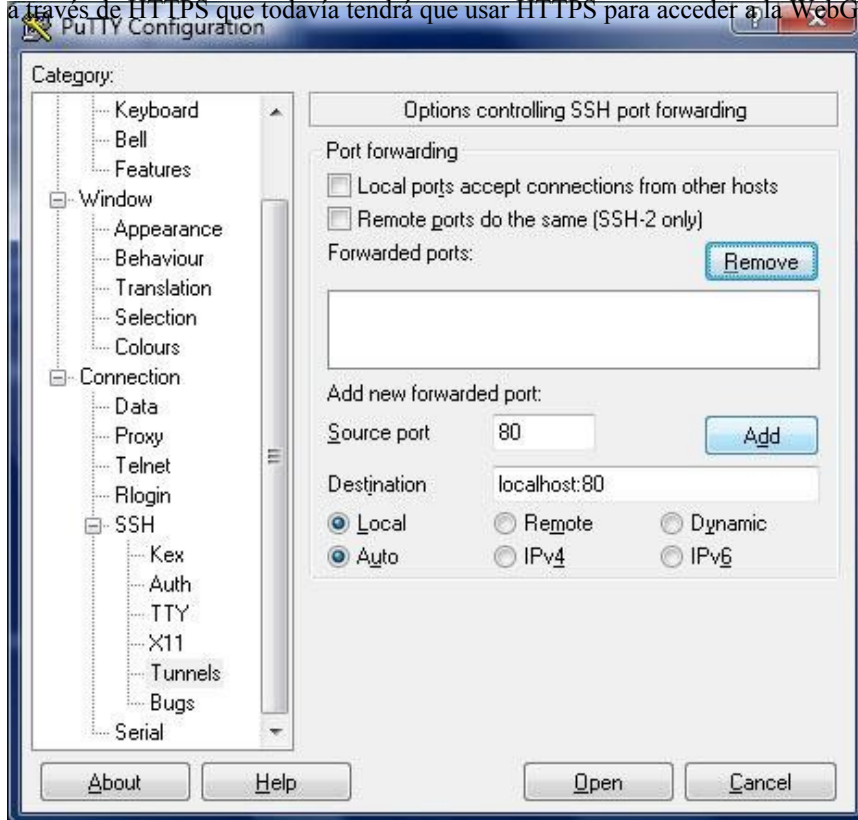 a través de HTTPS que todavía tendrá que usar HTTPS para acceder a la WebG
PuTTY Configuration
Category:
Keyboard
Bell
Features
Window
Appearance
Behaviour
Translation
Selection
Colours
Connection
Data
Proxy
Telnet
Rlogin
SSH
Kex
Auth
TTY
X11
Tunnels
Bugs
Serial
Options controlling SSH port forwarding
Port forwarding
Local ports accept connections from other hosts
Remote ports do the same (SSH-2 only)
Forwarded ports:
Remove
Add new forwarded port:
Source port 80 Add
Destination localhost:80
Local Remote Dynamic
Auto IPv4 IPv6
About Help Open Cancel